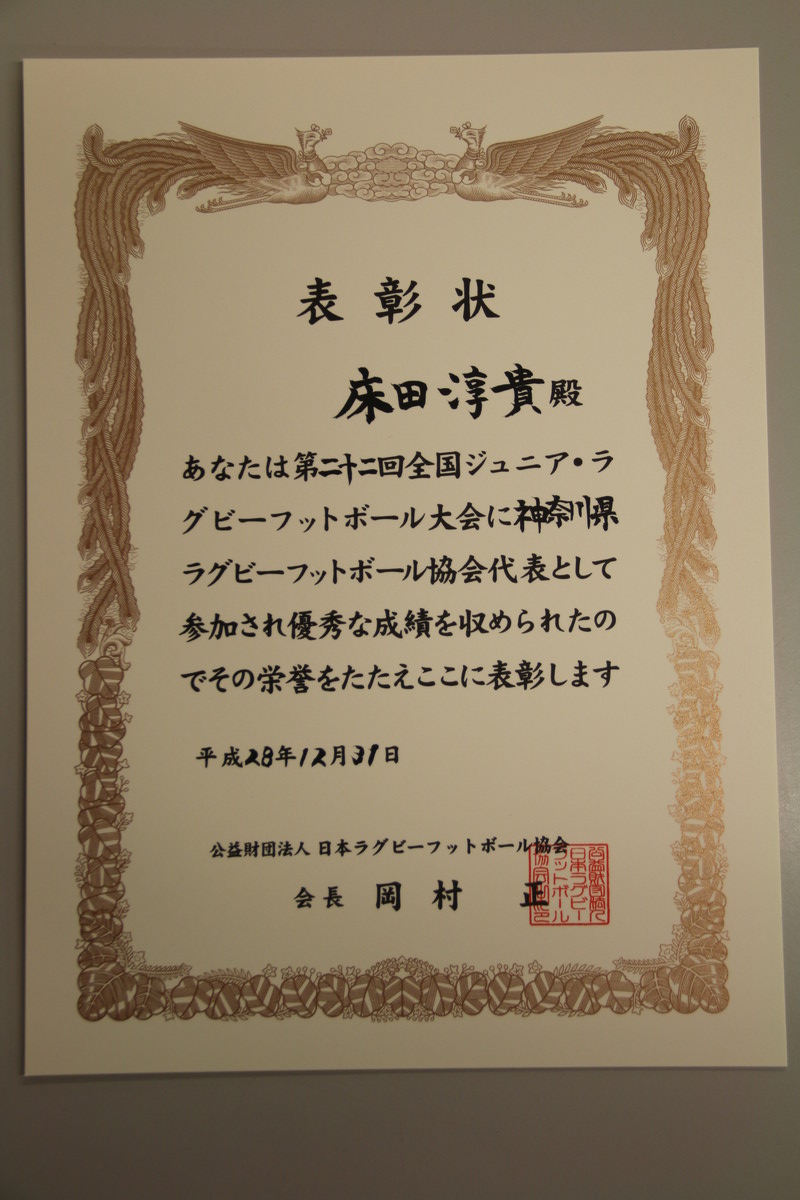 表彰状
床田淳貴殿
あなたは第二十二回全国ジュニア・ラ
グビーフットボール大会に神奈川県
ラグビーフットボール協会代表として
参加され優秀な成績を収められたの
でその栄誉をたたえここに表彰します
平成28年12月31日
公益財団法人 日本ラグビーフットボール協会
会長 岡村 正